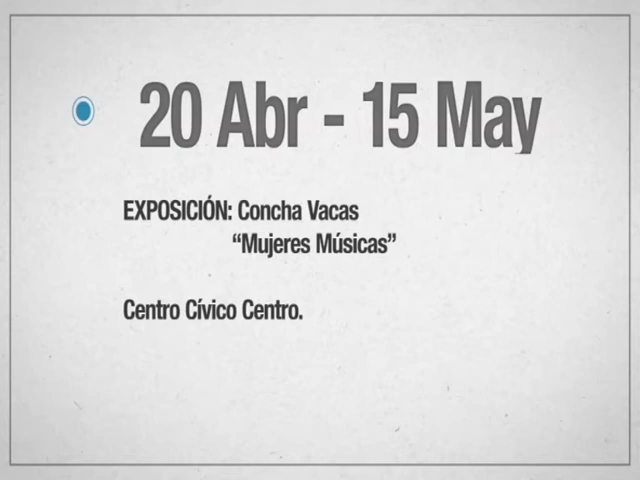 20 Abr - 15 May
EXPOSICIÓN: Concha Vacas
“Mujeres Músicas”
Centro Cívico Centro.